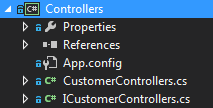 C# Controllers
Properties
References
App.config
C# CustomerControllers.cs
C# ICustomerControllers.cs